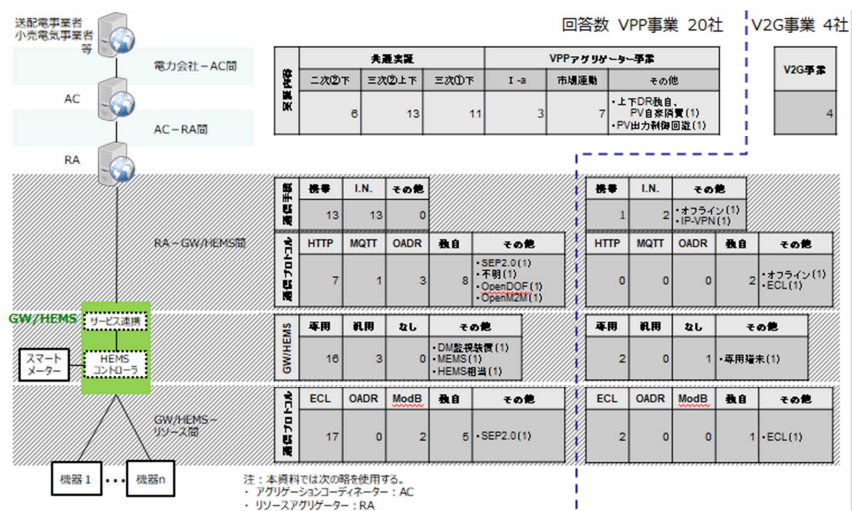 送配電事業者
小売電気事業者
等
回答数 VPP事業 20社
V2G事業 4社
電力会社－AC間
AC
AC－RA間
RA
実業内容
共通実証
VPPアグリゲーター事業
二次②下
三次②上下
三次①下
Ⅰ-a
市場連動
その他
6
13
11
3
7
・上下DR独自、
PV自家消費(1)
・PV出力制御回避(1)
V2G事業
4
RA－GW/HEMS間
通信手段
携帯
I.N.
その他
13
13
0
携帯
I.N.
その他
1
2
・オフライン(1)
・IP-VPN(1)
通信プロトコル
HTTP
MQTT
OADR
独自
その他
7
1
3
8
・SEP2.0(1)
・不明(1)
・OpenDOF(1)
・OpenM2M(1)
HTTP
MQTT
OADR
独自
その他
0
0
0
2
・オフライン(1)
・ECL(1)
GW/HEMS
サービス連携
スマート
メーター
HEMS
コントローラ
GW/HEMS
専用
汎用
なし
その他
16
3
0
・DM監視装置(1)
・MEMS(1)
・HEMS相当(1)
専用
汎用
なし
その他
2
0
1
・専用端末(1)
GW/HEMS－
リソース間
通信プロトコル
ECL
OADR
ModB
独自
その他
17
0
2
5
・SEP2.0(1)
ECL
OADR
ModB
独自
その他
2
0
0
1
・ECL(1)
機器1
・・・
機器n
注：本資料では次の略を使用する。
・ アグリゲーションコーディネーター：AC
・ リソースアグリゲーター：RA